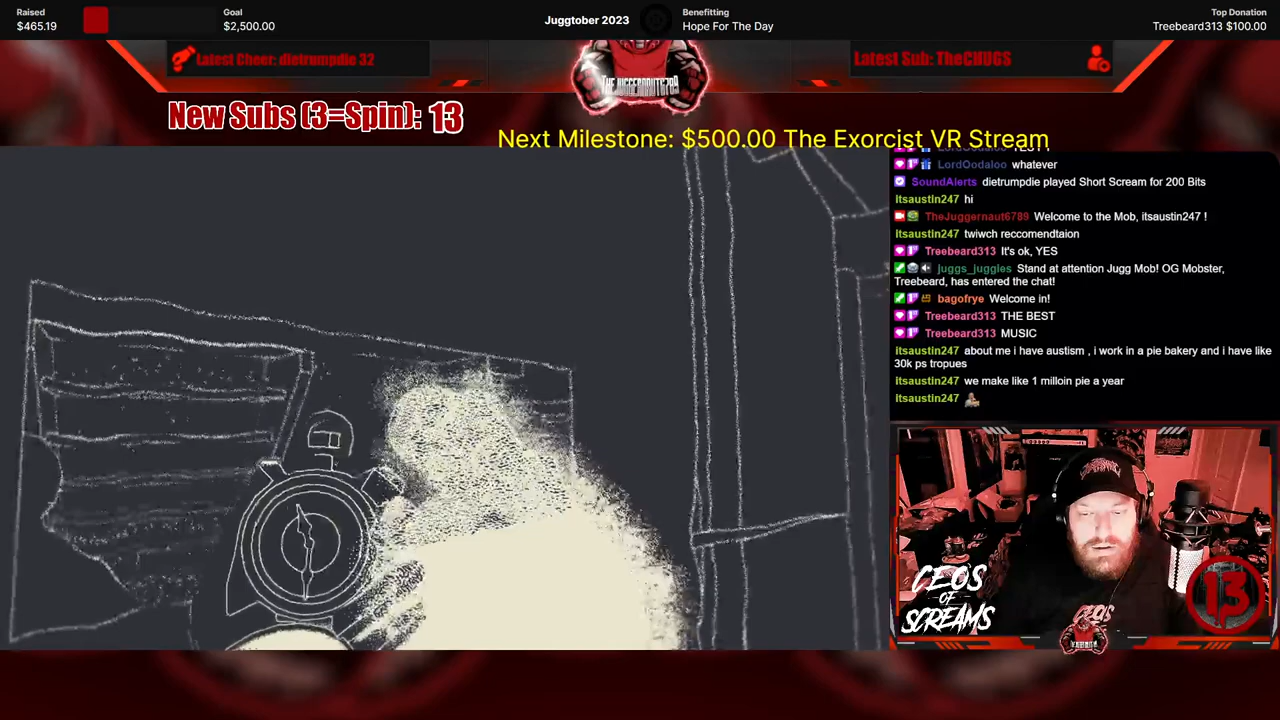 Raised
$465.19
Goal
$2,500.00
Juggtober 2023
Benefitting
Hope For The Day
Top Donation
Treebeard313 $100.00
Latest Cheer: dietrumpdie 32
THEJUGGERNAUT6789
Latest Sub: TheCHUGS
New Subs (3=Spin): 13
Next Milestone: $500.00 The Exorcist VR Stream
LordOodaloo whatever
SoundAlerts dietrumpdie played Short Scream for 200 Bits
itsaustin247 hi
TheJuggernaut6789 Welcome to the Mob, itsaustin247 !
itsaustin247 twiwch reccomendtaion
Treebeard313 It's ok, YES
juggs_juggies Stand at attention Jugg Mob! OG Mobster,
Treebeard, has entered the chat!
bagofrye Welcome in!
Treebeard313 THE BEST
Treebeard313 MUSIC
itsaustin247 about me i have austism , i work in a pie bakery and i have like
30k ps tropues
itsaustin247 we make like 1 milloin pie a year
itsaustin247
CEOS
OF
SCREAMS
CEOS
13